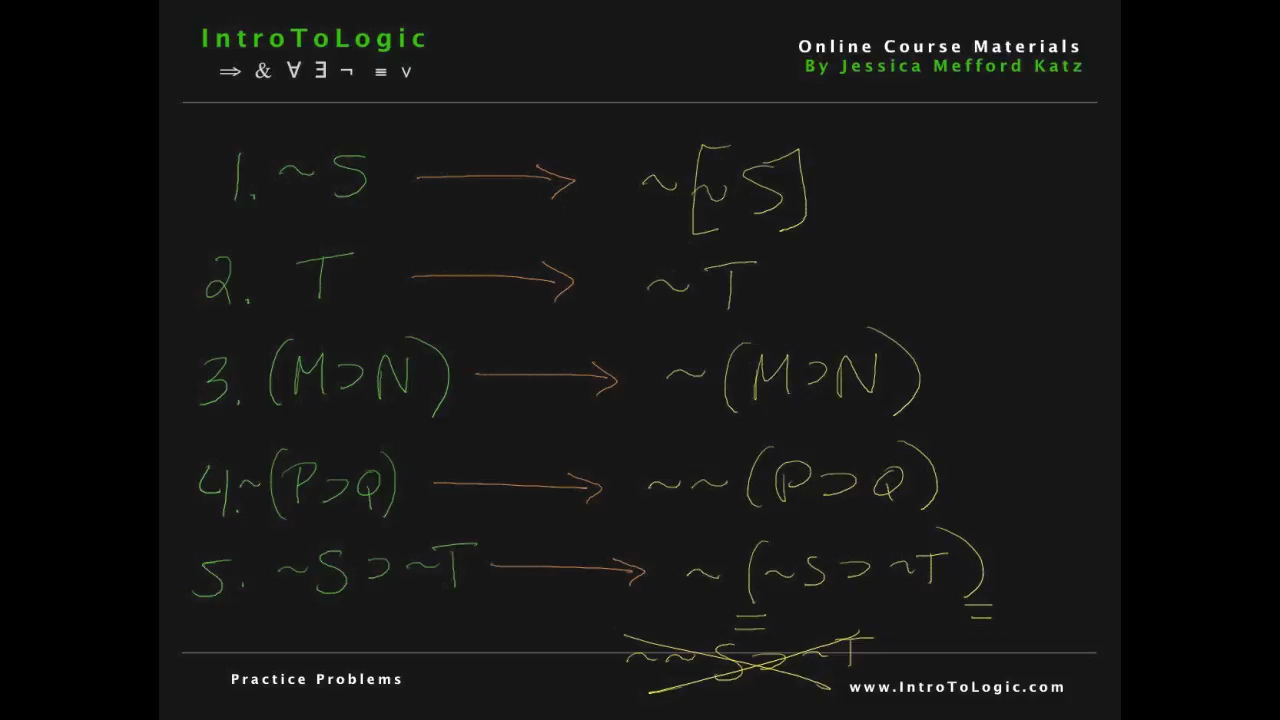 IntroToLogic
⇒ & ∀ ∃ ¬ ≡ ∨
Online Course Materials
By Jessica Mefford Katz
1. ~S → ~[~S]
2. T → ~T
3. (M⊃N) → ~(M⊃N)
4. ~(P⊃Q) → ~~(P⊃Q)
5. ~S⊃~T → ~(~S⊃~T)
~~S⊃~T
Practice Problems
www.IntroToLogic.com